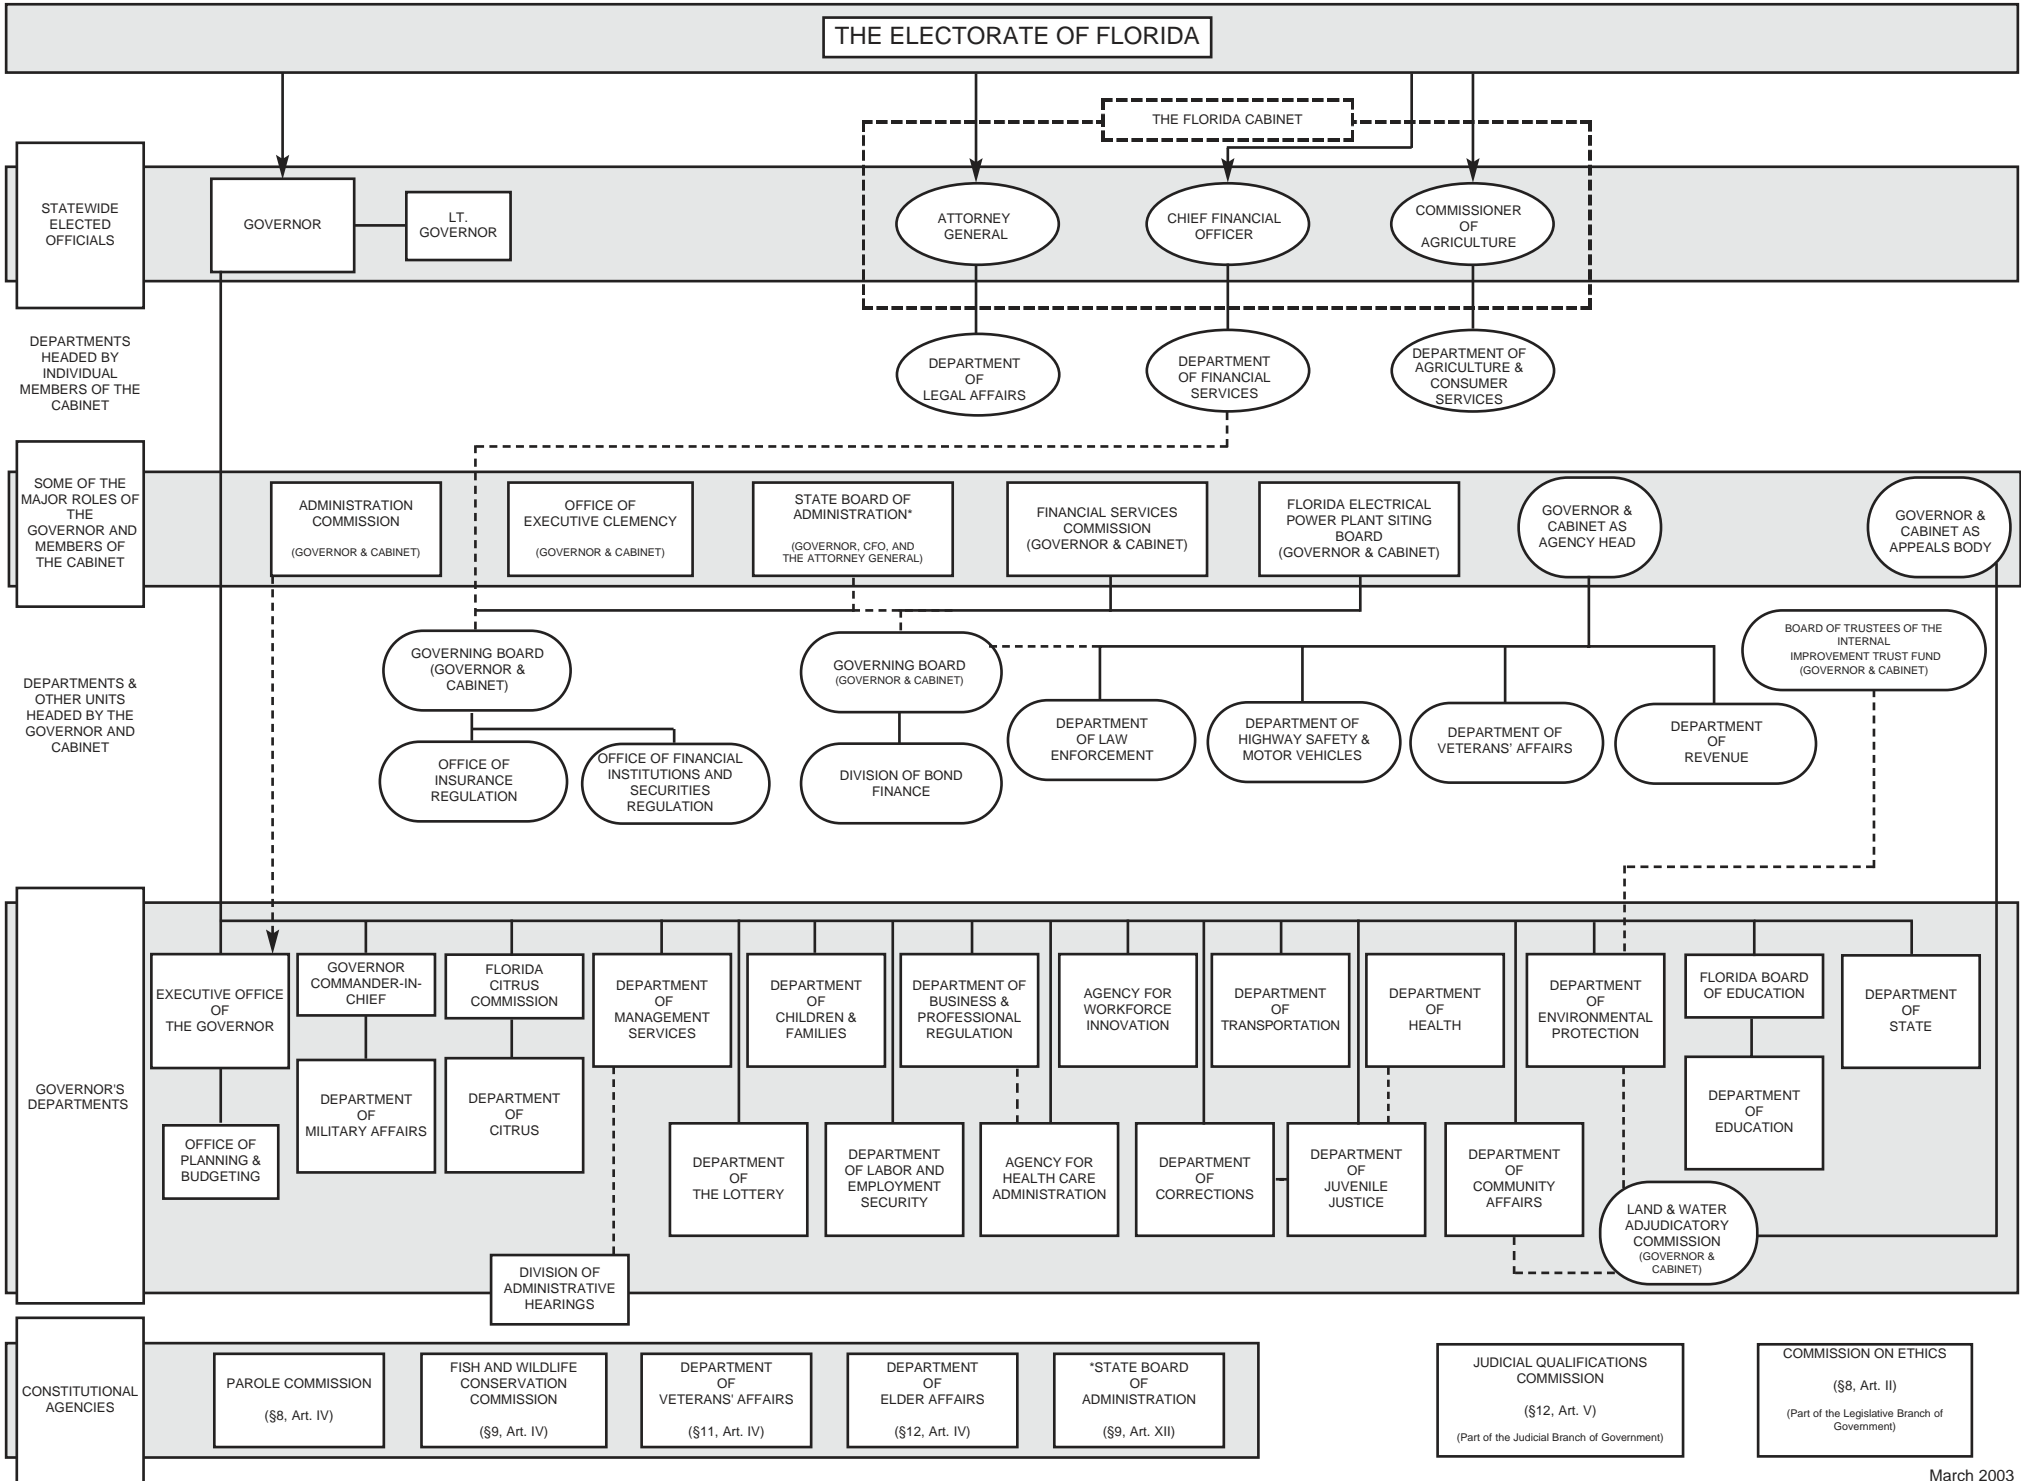 THE ELECTORATE OF FLORIDA
THE FLORIDA CABINET
STATEWIDE
ELECTED
OFFICIALS
GOVERNOR
LT.
GOVERNOR
ATTORNEY
GENERAL
CHIEF FINANCIAL
OFFICER
COMMISSIONER
OF
AGRICULTURE
DEPARTMENTS
HEADED BY
INDIVIDUAL
MEMBERS OF THE
CABINET
DEPARTMENT
OF
LEGAL AFFAIRS
DEPARTMENT
OF FINANCIAL
SERVICES
DEPARTMENT OF
AGRICULTURE &
CONSUMER
SERVICES
SOME OF THE
MAJOR ROLES OF
THE
GOVERNOR AND
MEMBERS OF
THE CABINET
ADMINISTRATION
COMMISSION
(GOVERNOR & CABINET)
OFFICE OF
EXECUTIVE CLEMENCY
(GOVERNOR & CABINET)
STATE BOARD OF
ADMINISTRATION*
(GOVERNOR, CFO, AND
THE ATTORNEY GENERAL)
FINANCIAL SERVICES
COMMISSION
(GOVERNOR & CABINET)
FLORIDA ELECTRICAL
POWER PLANT SITING
BOARD
(GOVERNOR & CABINET)
GOVERNOR &
CABINET AS
AGENCY HEAD
GOVERNOR &
CABINET AS
APPEALS BODY
DEPARTMENTS &
OTHER UNITS
HEADED BY THE
GOVERNOR AND
CABINET
GOVERNING BOARD
(GOVERNOR &
CABINET)
GOVERNING BOARD
(GOVERNOR & CABINET)
BOARD OF TRUSTEES OF THE
INTERNAL
IMPROVEMENT TRUST FUND
(GOVERNOR & CABINET)
OFFICE OF
INSURANCE
REGULATION
OFFICE OF FINANCIAL
INSTITUTIONS AND
SECURITIES
REGULATION
DIVISION OF BOND
FINANCE
DEPARTMENT
OF LAW
ENFORCEMENT
DEPARTMENT OF
HIGHWAY SAFETY &
MOTOR VEHICLES
DEPARTMENT OF
VETERANS' AFFAIRS
DEPARTMENT
OF
REVENUE
GOVERNOR'S
DEPARTMENTS
EXECUTIVE OFFICE
OF
THE GOVERNOR
GOVERNOR
COMMANDER-IN-
CHIEF
FLORIDA
CITRUS
COMMISSION
DEPARTMENT
OF
MANAGEMENT
SERVICES
DEPARTMENT
OF
CHILDREN &
FAMILIES
DEPARTMENT OF
BUSINESS &
PROFESSIONAL
REGULATION
AGENCY FOR
WORKFORCE
INNOVATION
DEPARTMENT
OF
TRANSPORTATION
DEPARTMENT
OF
HEALTH
DEPARTMENT
OF
ENVIRONMENTAL
PROTECTION
FLORIDA BOARD
OF EDUCATION
DEPARTMENT
OF
STATE
OFFICE OF
PLANNING &
BUDGETING
DEPARTMENT
OF
MILITARY AFFAIRS
DEPARTMENT
OF
CITRUS
DEPARTMENT
OF
THE LOTTERY
DEPARTMENT
OF LABOR AND
EMPLOYMENT
SECURITY
AGENCY FOR
HEALTH CARE
ADMINISTRATION
DEPARTMENT
OF
CORRECTIONS
DEPARTMENT
OF
JUVENILE
JUSTICE
DEPARTMENT
OF
COMMUNITY
AFFAIRS
DEPARTMENT
OF
EDUCATION
LAND & WATER
ADJUDICATORY
COMMISSION
(GOVERNOR &
CABINET)
DIVISION OF
ADMINISTRATIVE
HEARINGS
CONSTITUTIONAL
AGENCIES
PAROLE COMMISSION
(§8, Art. IV)
FISH AND WILDLIFE
CONSERVATION
COMMISSION
(§9, Art. IV)
DEPARTMENT
OF
VETERANS' AFFAIRS
(§11, Art. IV)
DEPARTMENT
OF
ELDER AFFAIRS
(§12, Art. IV)
*STATE BOARD
OF
ADMINISTRATION
(§9, Art. XII)
JUDICIAL QUALIFICATIONS
COMMISSION
(§12, Art. V)
(Part of the Judicial Branch of Government)
COMMISSION ON ETHICS
(§8, Art. II)
(Part of the Legislative Branch of
Government)
March 2003